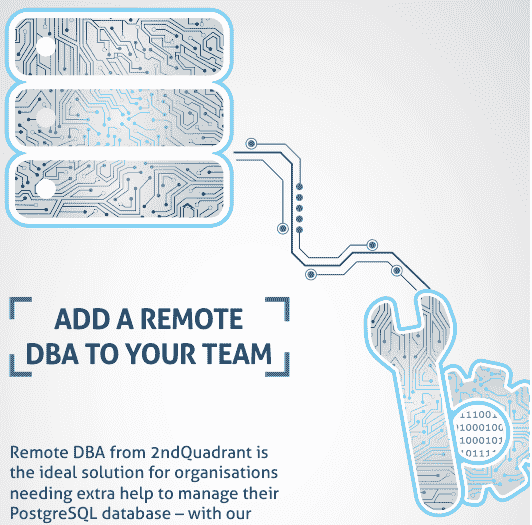 ADD A REMOTE
DBA TO YOUR TEAM
Remote DBA from 2ndQuadrant is
the ideal solution for organisations
needing extra help to manage their
PostgreSQL database – with our